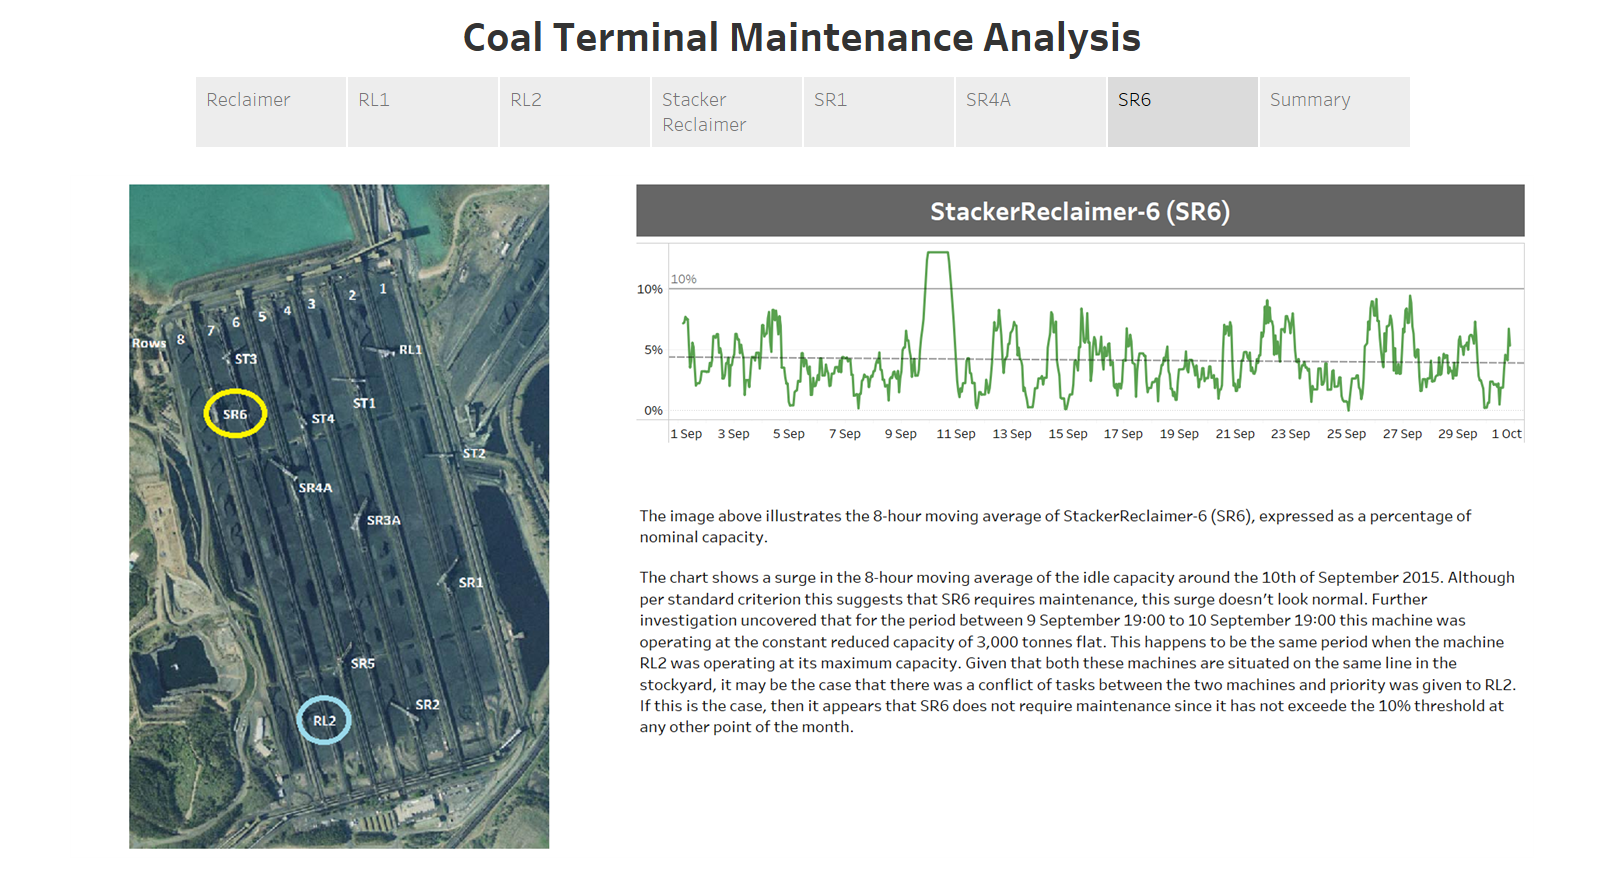 Coal Terminal Maintenance Analysis
Reclaimer
RL1
RL2
Stacker
Reclaimer
SR1
SR4A
SR6
Summary
1
2
3
4
5
6
7
8
Rows
RL1
ST3
ST1
SR6
ST4
ST2
SR4A
SR3A
SR1
SR5
SR2
RL2
StackerReclaimer-6 (SR6)
10%
10%
5%
0%
1 Sep 3 Sep 5 Sep 7 Sep 9 Sep 11 Sep 13 Sep 15 Sep 17 Sep 19 Sep 21 Sep 23 Sep 25 Sep 27 Sep 29 Sep 1 Oct
The image above illustrates the 8-hour moving average of StackerReclaimer-6 (SR6), expressed as a percentage of
nominal capacity.
The chart shows a surge in the 8-hour moving average of the idle capacity around the 10th of September 2015. Although
per standard criterion this suggests that SR6 requires maintenance, this surge doesn't look normal. Further
investigation uncovered that for the period between 9 September 19:00 to 10 September 19:00 this machine was
operating at the constant reduced capacity of 3,000 tonnes flat. This happens to be the same period when the machine
RL2 was operating at its maximum capacity. Given that both these machines are situated on the same line in the
stockyard, it may be the case that there was a conflict of tasks between the two machines and priority was given to RL2.
If this is the case, then it appears that SR6 does not require maintenance since it has not exceede the 10% threshold at
any other point of the month.